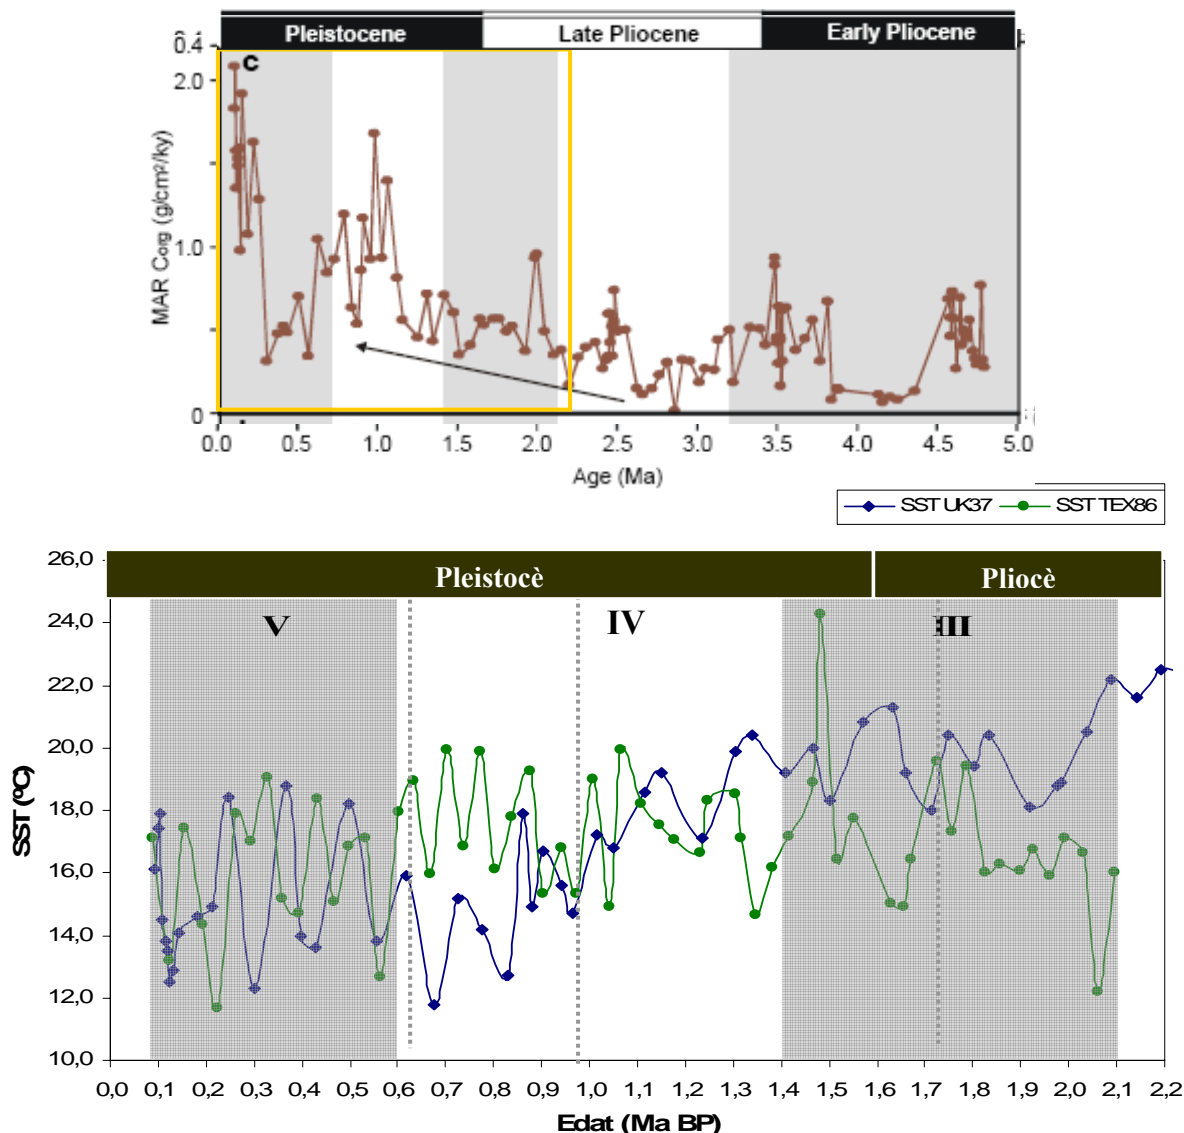 Pleistocene Late Pliocene Early Pliocene
0.4
c
2.0
1.0
0
MAR Corg (g/cm2/ky)
0.0 0.5 1.0 1.5 2.0 2.5 3.0 3.5 4.0 4.5 5.0
Age (Ma)
SST UK37 SST TEX86
26,0
Pleistocè Pliocè
24,0
V IV III
22,0
20,0
18,0
16,0
14,0
12,0
10,0
SST (ºC)
0,0 0,1 0,2 0,3 0,4 0,5 0,6 0,7 0,8 0,9 1,0 1,1 1,2 1,3 1,4 1,5 1,6 1,7 1,8 1,9 2,0 2,1 2,2
Edat (Ma BP)